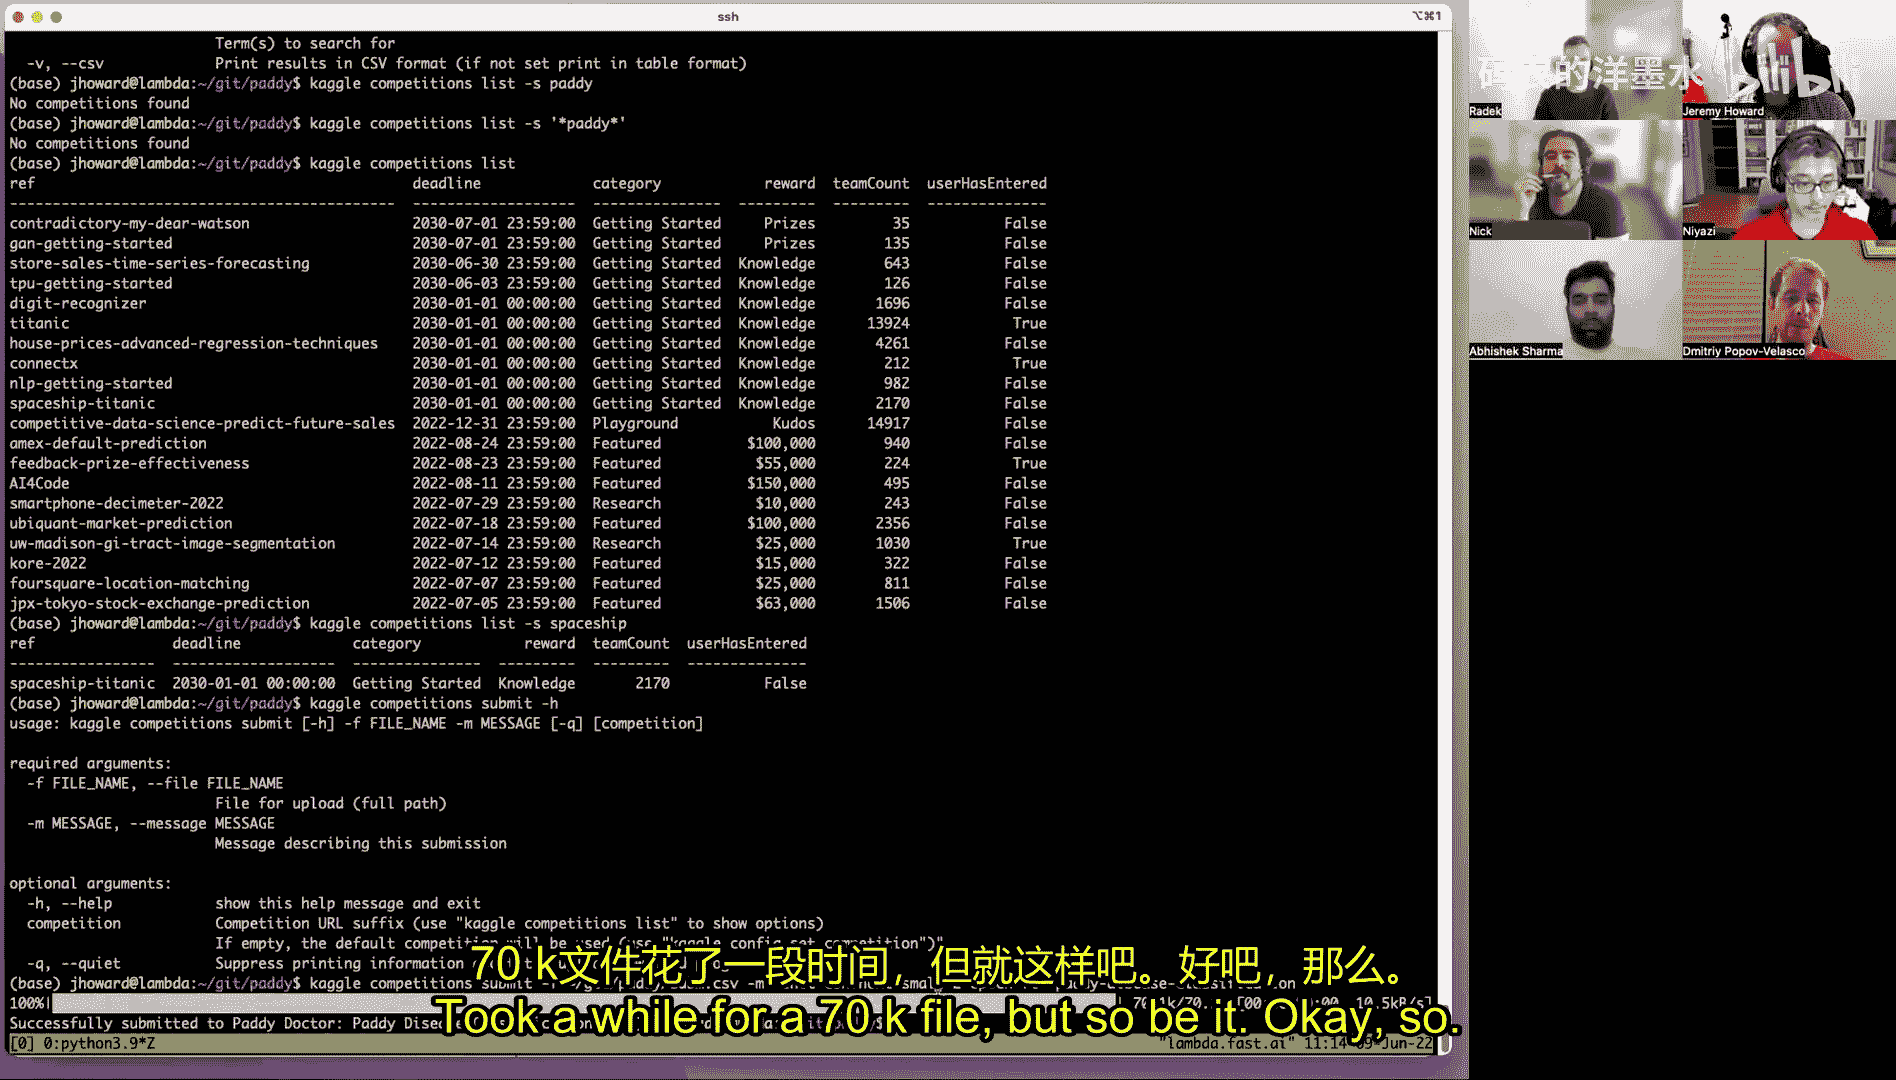 ssh
⌥⌘1
Term(s) to search for
-v, --csv Print results in CSV format (if not set print in table format)
(base) jhoward@lambda:~/git/paddy$ kaggle competitions list -s paddy
No competitions found
(base) jhoward@lambda:~/git/paddy$ kaggle competitions list -s '*paddy*'
No competitions found
(base) jhoward@lambda:~/git/paddy$ kaggle competitions list
ref deadline category reward teamCount userHasEntered
--------------------------------------------- ------------------- --------------- --------- --------- --------------
contradictory-my-dear-watson 2030-07-01 23:59:00 Getting Started Prizes 35 False
gan-getting-started 2030-07-01 23:59:00 Getting Started Prizes 135 False
store-sales-time-series-forecasting 2030-06-30 23:59:00 Getting Started Knowledge 643 False
tpu-getting-started 2030-06-03 23:59:00 Getting Started Knowledge 126 False
digit-recognizer 2030-01-01 00:00:00 Getting Started Knowledge 1696 False
titanic 2030-01-01 00:00:00 Getting Started Knowledge 13924 True
house-prices-advanced-regression-techniques 2030-01-01 00:00:00 Getting Started Knowledge 4261 False
connectx 2030-01-01 00:00:00 Getting Started Knowledge 212 True
nlp-getting-started 2030-01-01 00:00:00 Getting Started Knowledge 982 False
spaceship-titanic 2030-01-01 00:00:00 Getting Started Knowledge 2170 False
competitive-data-science-predict-future-sales 2022-12-31 23:59:00 Playground Kudos 14917 False
amex-default-prediction 2022-08-24 23:59:00 Featured $100,000 940 False
feedback-prize-effectiveness 2022-08-23 23:59:00 Featured $55,000 224 True
AI4Code 2022-08-11 23:59:00 Featured $150,000 495 False
smartphone-decimeter-2022 2022-07-29 23:59:00 Research $10,000 243 False
ubiquant-market-prediction 2022-07-18 23:59:00 Featured $100,000 2356 False
uw-madison-gi-tract-image-segmentation 2022-07-14 23:59:00 Research $25,000 1030 True
kore-2022 2022-07-12 23:59:00 Featured $15,000 322 False
foursquare-location-matching 2022-07-07 23:59:00 Featured $25,000 811 False
jpx-tokyo-stock-exchange-prediction 2022-07-05 23:59:00 Featured $63,000 1506 False
(base) jhoward@lambda:~/git/paddy$ kaggle competitions list -s spaceship
ref deadline category reward teamCount userHasEntered
----------------- ------------------- --------------- --------- --------- --------------
spaceship-titanic 2030-01-01 00:00:00 Getting Started Knowledge 2170 False
(base) jhoward@lambda:~/git/paddy$ kaggle competitions submit -h
usage: kaggle competitions submit [-h] -f FILE_NAME -m MESSAGE [-q] [competition]
required arguments:
-f FILE_NAME, --file FILE_NAME
File for upload (full path)
-m MESSAGE, --message MESSAGE
Message describing this submission
optional arguments:
-h, --help show this help message and exit
competition Competition URL suffix (use "kaggle competitions list" to show options)
If empty, the default competition will be used (use "kaggle config set competition")"
-q, --quiet Suppress printing information
(base) jhoward@lambda:~/git/paddy$ kaggle competitions submit
100%
10.5kB/s]
Successfully submitted to Paddy Doctor: Paddy
[0] 0:python3.9*Z "lambda.fast.ai" 11:14 09-Jun-22
70 k文件花了一段时间，但就这样吧。好吧，那么。
Took a while for a 70 k file, but so be it. Okay, so.
的洋墨水
bilibili
Radek
Jeremy Howard
Nick
Niyazi
Abhishek Sharma
Dmitriy Popov-Velasco